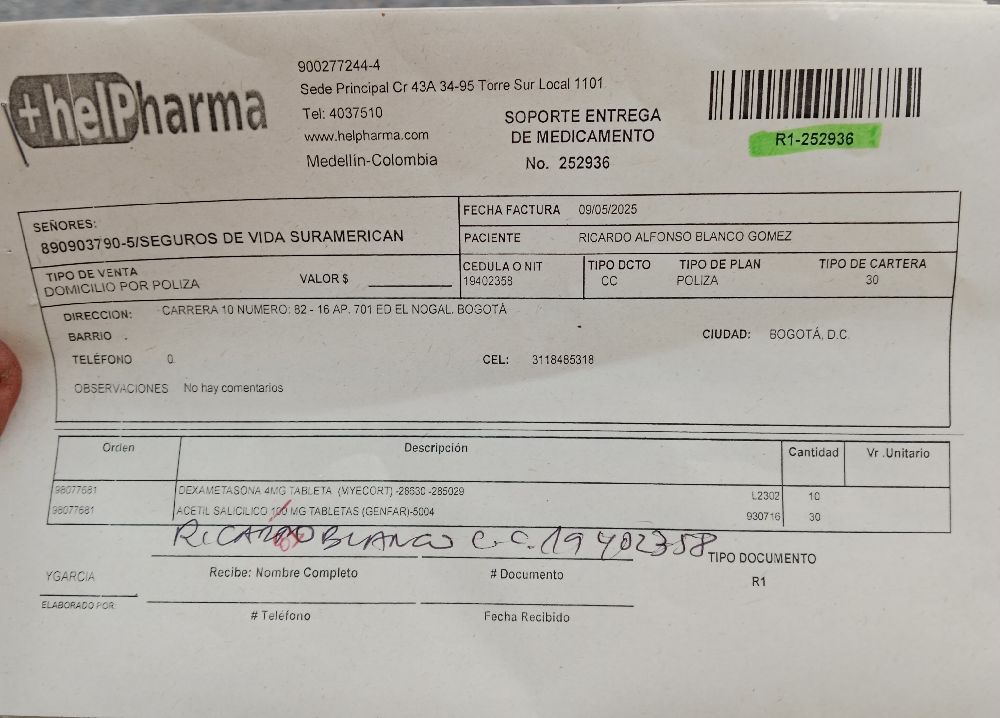 +helPharma
900277244-4
Sede Principal Cr 43A 34-95 Torre Sur Local 1101
Tel: 4037510
www.helpharma.com
Medellín-Colombia
SOPORTE ENTREGA
DE MEDICAMENTO
No. 252936
R1-252936
SEÑORES:
890903790-5/SEGUROS DE VIDA SURAMERICAN
FECHA FACTURA 09/05/2025
PACIENTE RICARDO ALFONSO BLANCO GOMEZ
TIPO DE VENTA
DOMICILIO POR POLIZA
VALOR $
CEDULA O NIT
19402358
TIPO DCTO
CC
TIPO DE PLAN
POLIZA
TIPO DE CARTERA
30
DIRECCION: CARRERA 10 NUMERO: 82 - 16 AP. 701 ED EL NOGAL. BOGOTÁ
BARRIO .
CIUDAD: BOGOTÁ, D.C.
TELÉFONO 0
CEL: 3118485318
OBSERVACIONES No hay comentarios
Orden Descripción Cantidad Vr .Unitario
98077681 DEXAMETASONA 4MG TABLETA (MYECORT) -28630 -285029 L2302 10
98077681 ACETIL SALICILICO 100 MG TABLETAS (GENFAR)-5004 930716 30
RICARDO BLANCO C.C. 19402358
TIPO DOCUMENTO
R1
YGARCIA
ELABORADO POR
Recibe: Nombre Completo # Documento
# Teléfono Fecha Recibido